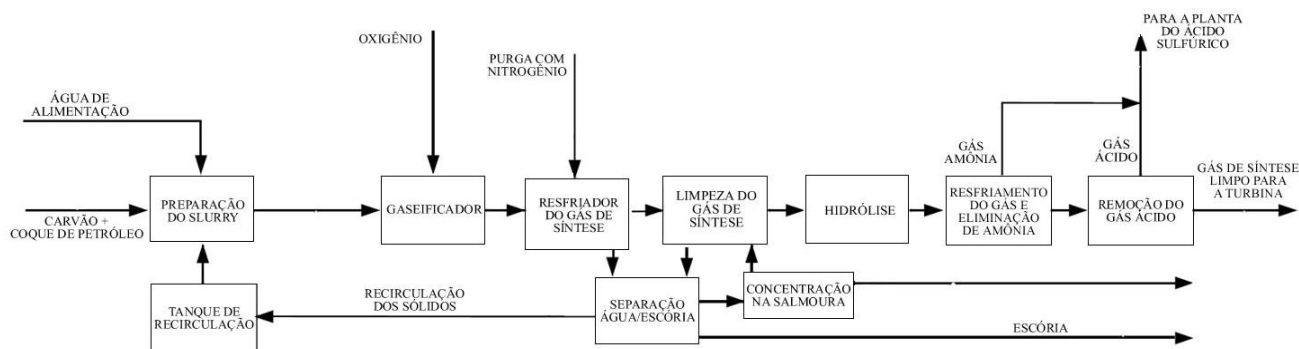 PARA A PLANTA
DO ÁCIDO
SULFÚRICO
OXIGÊNIO
PURGA COM
NITROGÊNIO
ÁGUA DE
ALIMENTAÇÃO
GÁS
AMÔNIA
GÁS
ÁCIDO
GÁS DE SÍNTESE
LIMPO PARA
A TURBINA
CARVÃO +
COQUE DE PETRÓLEO
PREPARAÇÃO
DO SLURRY
GASEIFICADOR
RESFRIADOR
DO GÁS DE
SÍNTESE
LIMPEZA DO
GÁS DE
SÍNTESE
HIDRÓLISE
RESFRIAMENTO
DO GÁS E
ELIMINAÇÃO
DE AMÔNIA
REMOÇÃO DO
GÁS ÁCIDO
TANQUE DE
RECIRCULAÇÃO
RECIRCULAÇÃO
DOS SÓLIDOS
SEPARAÇÃO
ÁGUA/ESCÓRIA
CONCENTRAÇÃO
NA SALMOURA
ESCÓRIA